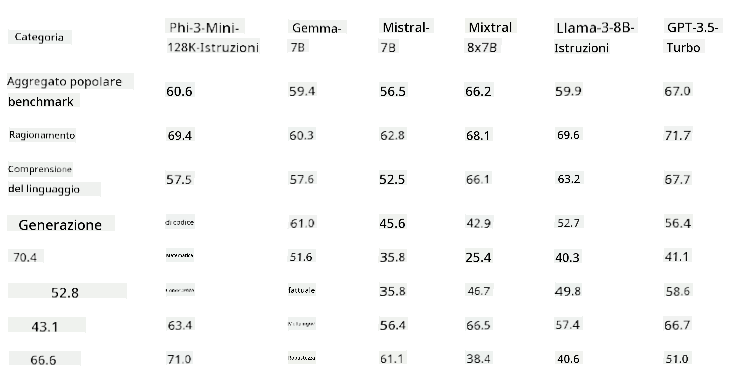 Categoria Phi-3-Mini-128K-Istruzioni Gemma-7B Mistral-7B Mixtral 8x7B Llama-3-8B-Istruzioni GPT-3.5-Turbo
Aggregato popolare benchmark 60.6 59.4 56.5 66.2 59.9 67.0
Ragionamento 69.4 60.3 62.8 68.1 69.6 71.7
Comprensione del linguaggio 57.5 57.6 52.5 66.1 63.2 67.7
Generazione di codice 61.0 45.6 42.9 52.7 56.4
70.4 Matematica 51.6 35.8 25.4 40.3 41.1
52.8 Conoscenza fattuale 35.8 46.7 49.8 58.6
43.1 63.4 56.4 66.5 57.4 66.7
66.6 71.0 Robustezza 61.1 38.4 40.6 51.0